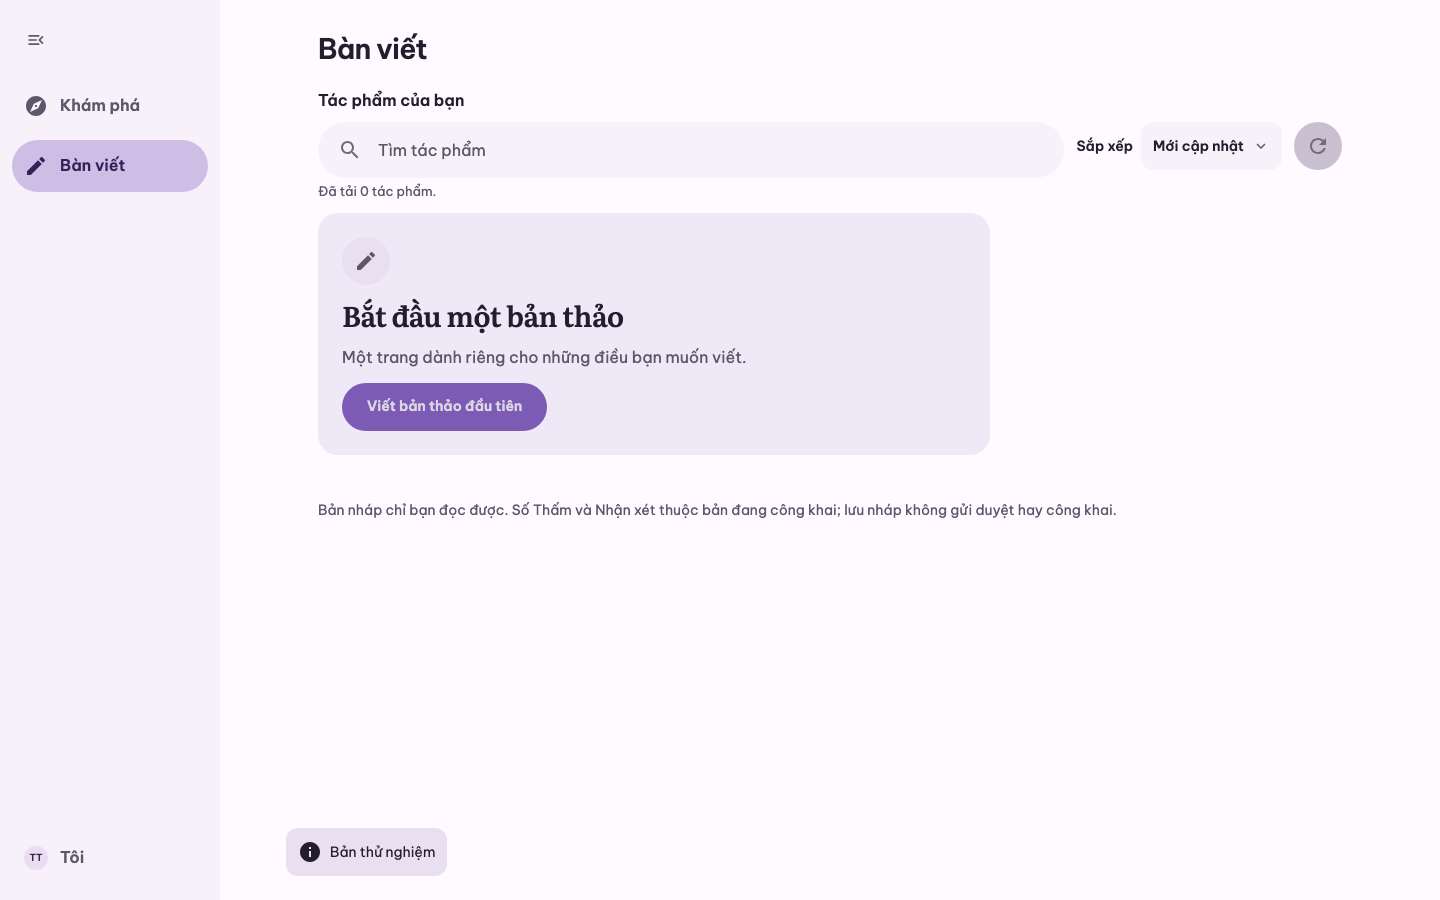 Bàn viết
Khám phá
Bàn viết
Tác phẩm của bạn
Tìm tác phẩm
Sắp xếp
Mới cập nhật
Đã tải 0 tác phẩm.
Bắt đầu một bản thảo
Một trang dành riêng cho những điều bạn muốn viết.
Viết bản thảo đầu tiên
Bản nháp chỉ bạn đọc được. Số Thấm và Nhận xét thuộc bản đang công khai; lưu nháp không gửi duyệt hay công khai.
Bản thử nghiệm
TT
Tôi